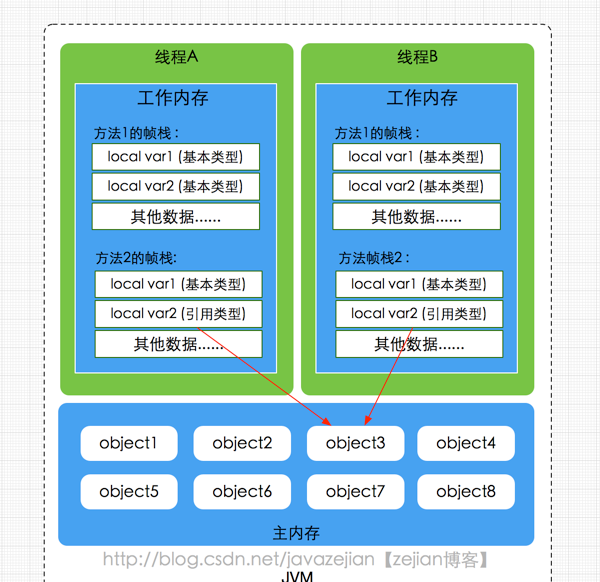 线程A
工作内存
方法1的帧栈：
local var1 (基本类型)
local var2 (基本类型)
其他数据......
方法2的帧栈:
local var1 (基本类型)
local var2 (引用类型)
其他数据......
线程B
工作内存
方法1的帧栈：
local var1 (基本类型)
local var2 (基本类型)
其他数据......
方法帧栈2：
local var1 (基本类型)
local var2 (引用类型)
其他数据......
object1
object2
object3
object4
object5
object6
object7
object8
主内存
http://blog.csdn.net/javazejian【zejian博客】
JVM